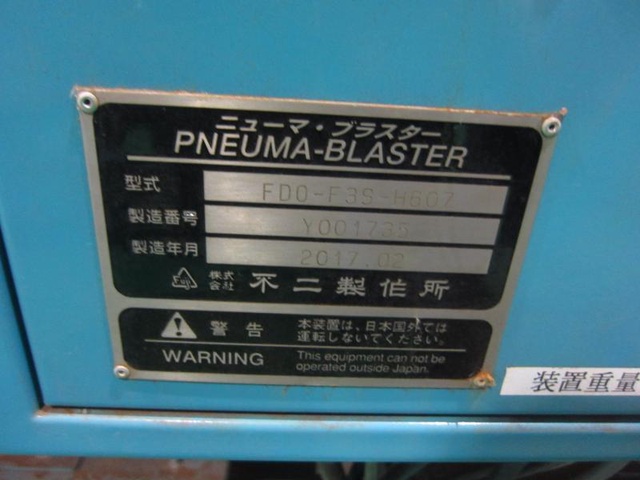 ニューマ・ブラスター
PNEUMA-BLASTER
型式 FDO-F3S-H607
製造番号 Y001735
製造年月 2017.02
Fuji 株式会社 不二製作所
警告 本装置は、日本国外では
運転しないでください。
WARNING This equipment can not be
operated outside Japan.
装置重量